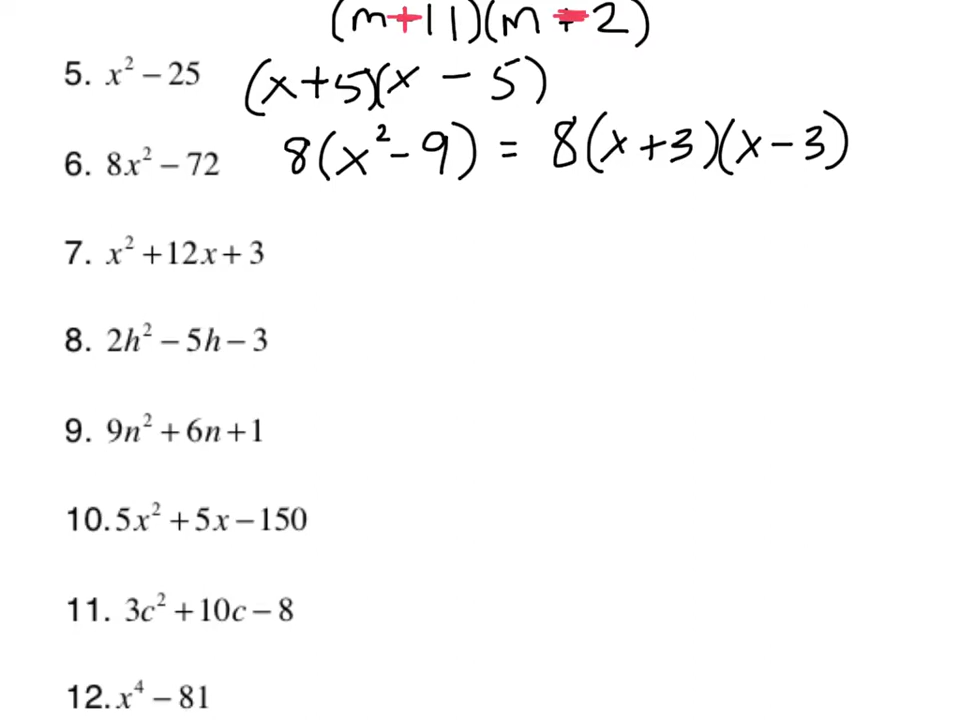 (m+11)(m-2)
5. x² − 25 (x+5)(x − 5)
6. 8x² − 72 8(x²-9) = 8(x+3)(x-3)
7. x² +12x + 3
8. 2h² − 5h − 3
9. 9n² + 6n +1
10. 5x² + 5x − 150
11. 3c² +10c − 8
12. x⁴ − 81